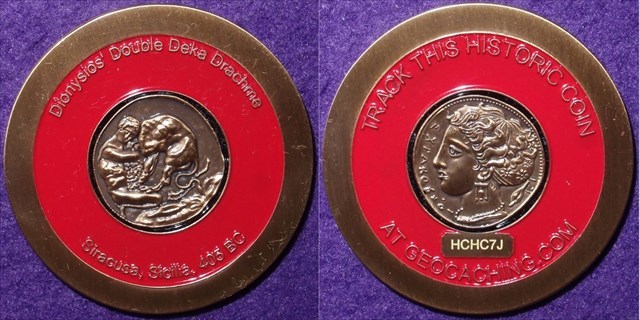 Dionysios' Double Deka Drachme
Siracusa, Sicilia, 405 BC
TRACK THIS HISTORIC COIN
HCHC7J
AT GEOCACHING.COM